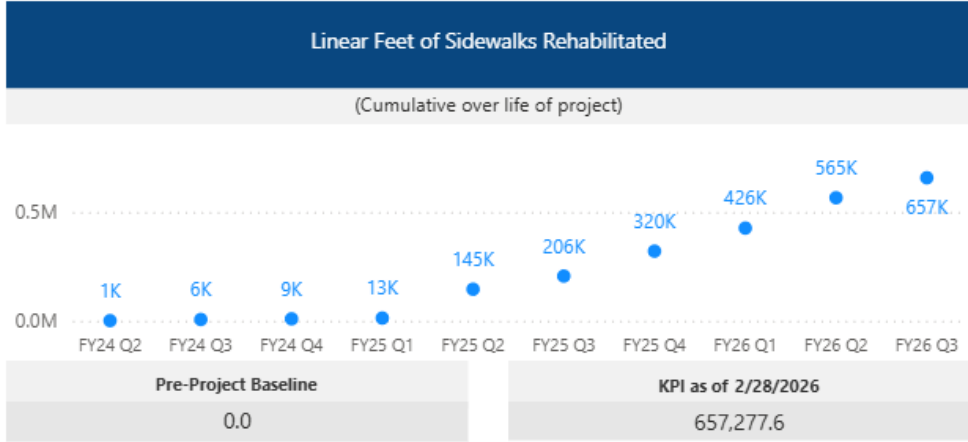 Linear Feet of Sidewalks Rehabilitated
(Cumulative over life of project)
565K
426K
657K
0.5M
320K
206K
145K
1K 6K 9K 13K
0.0M
FY24 Q2 FY24 Q3 FY24 Q4 FY25 Q1 FY25 Q2 FY25 Q3 FY25 Q4 FY26 Q1 FY26 Q2 FY26 Q3
Pre-Project Baseline KPI as of 2/28/2026
0.0 657,277.6